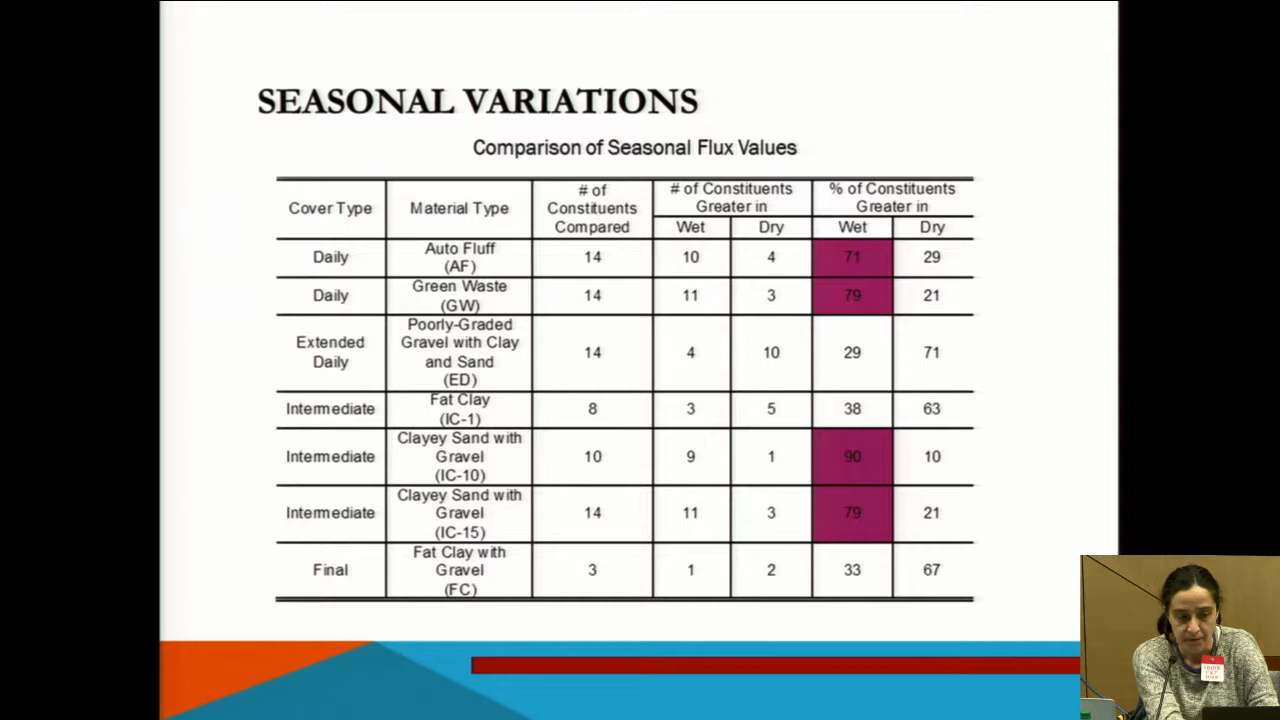 SEASONAL VARIATIONS
Comparison of Seasonal Flux Values
Cover Type
Material Type
# of
Constituents
Compared
# of Constituents
Greater in
% of Constituents
Greater in
Wet
Dry
Wet
Dry
Daily
Auto Fluff
(AF)
14
10
4
71
29
Daily
Green Waste
(GW)
14
11
3
79
21
Extended
Daily
Poorly-Graded
Gravel with Clay
and Sand
(ED)
14
4
10
29
71
Intermediate
Fat Clay
(IC-1)
8
3
5
38
63
Intermediate
Clayey Sand with
Gravel
(IC-10)
10
9
1
90
10
Intermediate
Clayey Sand with
Gravel
(IC-15)
14
11
3
79
21
Final
Fat Clay with
Gravel
(FC)
3
1
2
33
67